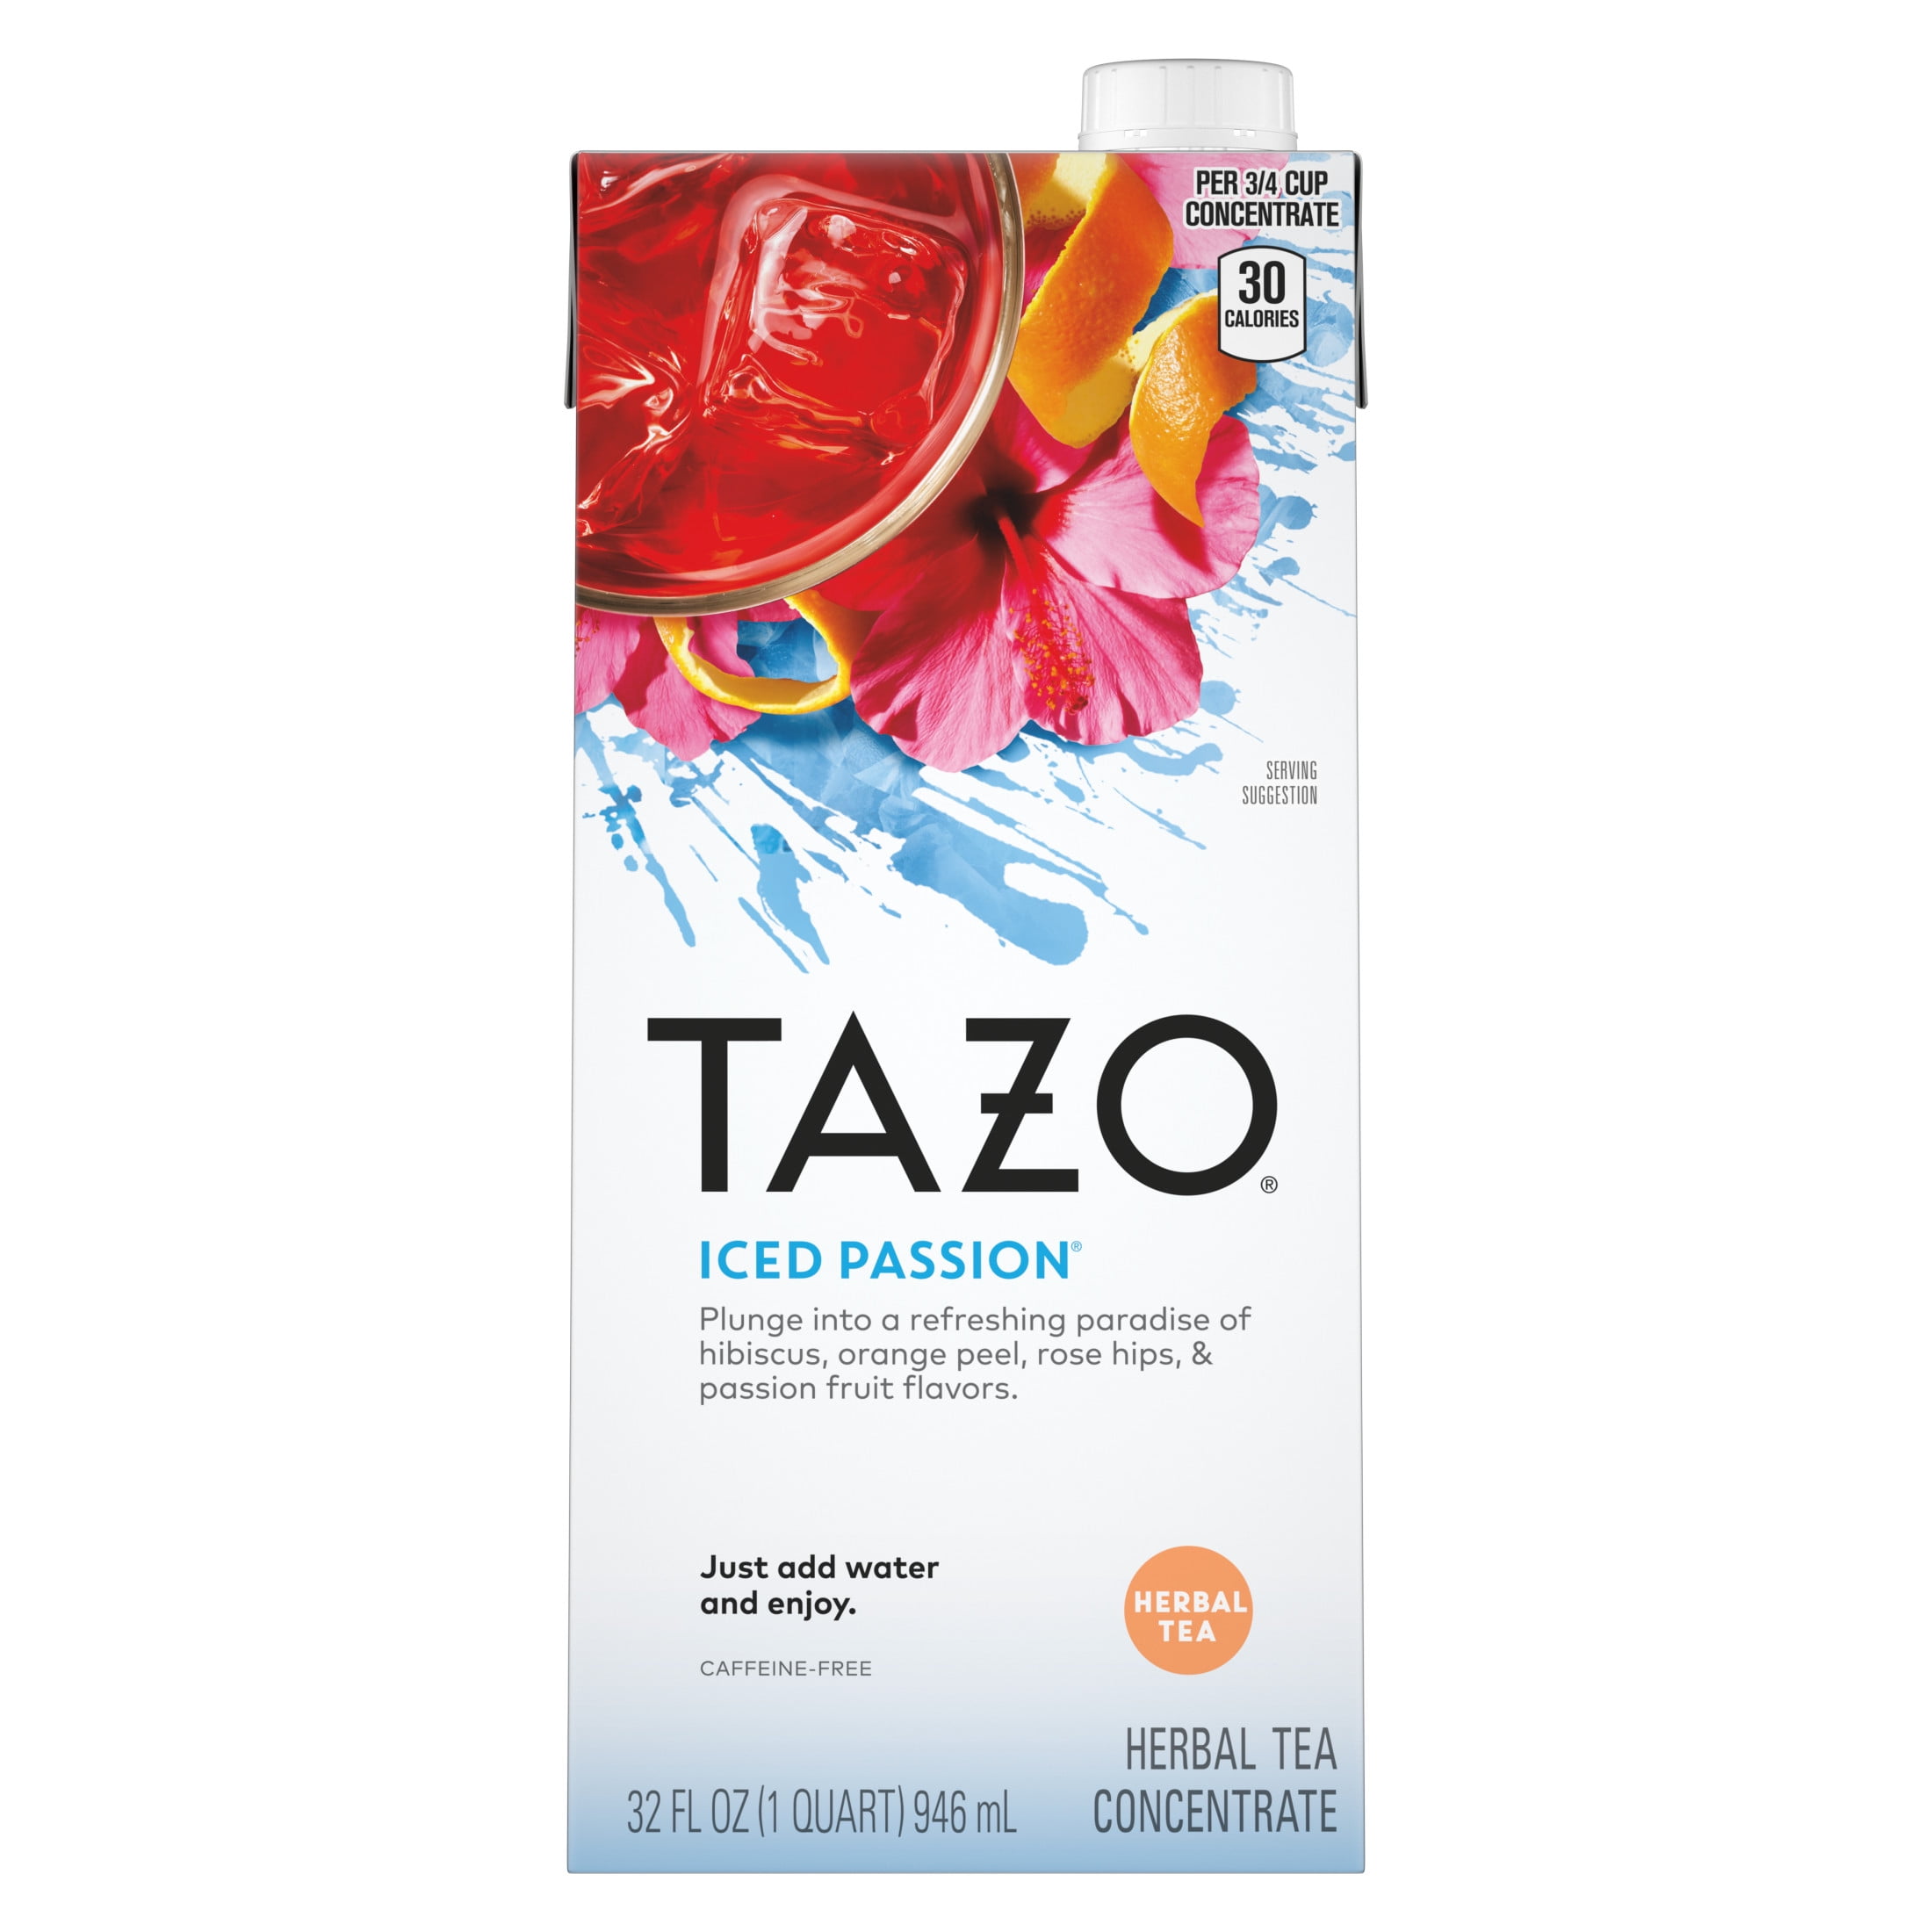 PER 3/4 CUP
CONCENTRATE
30
CALORIES
SERVING
SUGGESTION
TAZO®
ICED PASSION®
Plunge into a refreshing paradise of
hibiscus, orange peel, rose hips, &
passion fruit flavors.
Just add water
and enjoy.
CAFFEINE-FREE
HERBAL
TEA
HERBAL TEA
CONCENTRATE
32 FL OZ (1 QUART) 946 mL